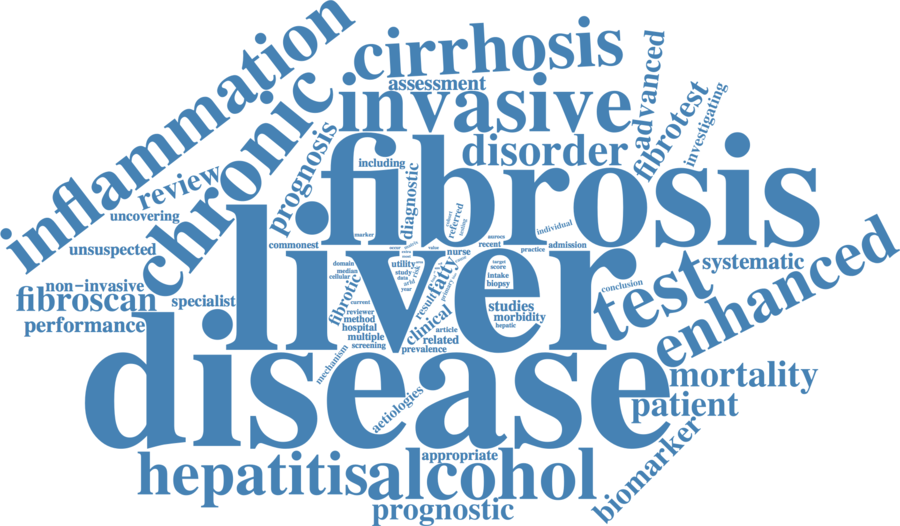 inflammation
cirrhosis
assessment
invasive
advanced
fibrotest
investigating
chronic
prognosis
including
disorder
fibrosis
review
uncovering
diagnostic
marker
referred
individual
unsuspected
commonest
liver
recent
nurse
practice
admission
systematic
non-invasive
fibroscan
specialist
performance
domain
median
cellular
utility
study
data
year
risk
fatty
target
score
intake
biopsy
conclusion
test
enhanced
fibrotic
current
result
studies
morbidity
hepatic
reviewer
method
hospital
multiple
screening
clinical
article
related
prevalence
mechanism
disease
aetiologies
mortality
patient
hepatitis
appropriate
alcohol
biomarker
prognostic